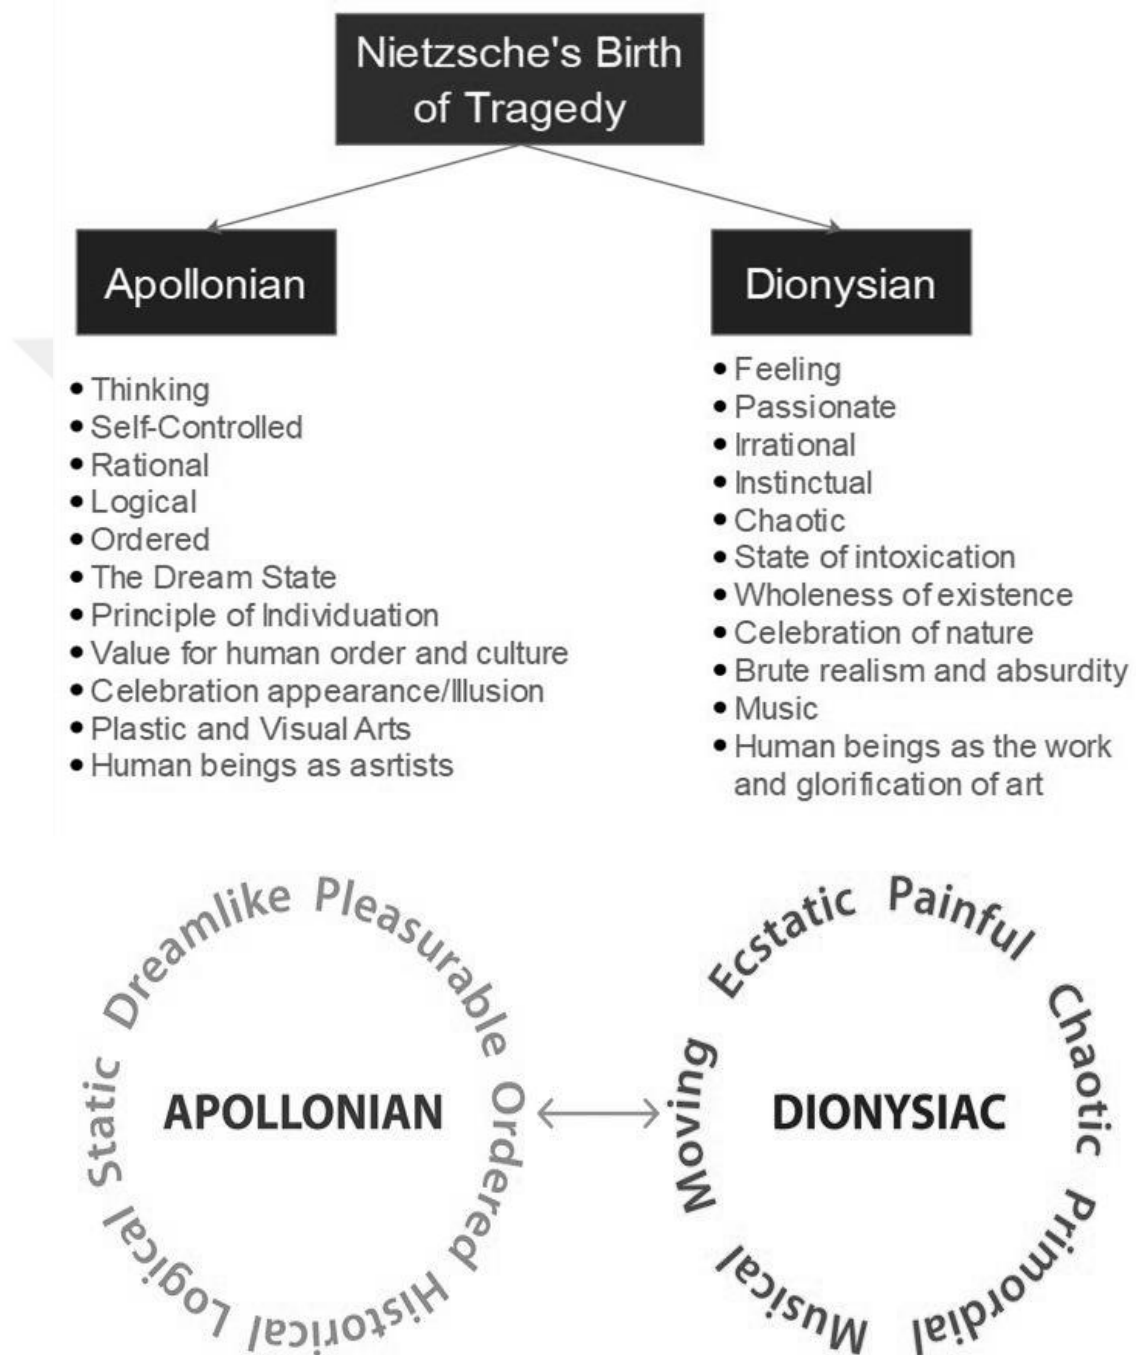 Nietzsche's Birth
of Tragedy
Apollonian
• Thinking
• Self-Controlled
• Rational
• Logical
• Ordered
• The Dream State
• Principle of Individuation
• Value for human order and culture
• Celebration appearance/Illusion
• Plastic and Visual Arts
• Human beings as asrtists
Dionysian
• Feeling
• Passionate
• Irrational
• Instinctual
• Chaotic
• State of intoxication
• Wholeness of existence
• Celebration of nature
• Brute realism and absurdity
• Music
• Human beings as the work
and glorification of art
APOLLONIAN
Dreamlike Pleasurable Ordered Historical Logical Static
DIONYSIAC
Ecstatic Painful Chaotic Primordial Musical Moving